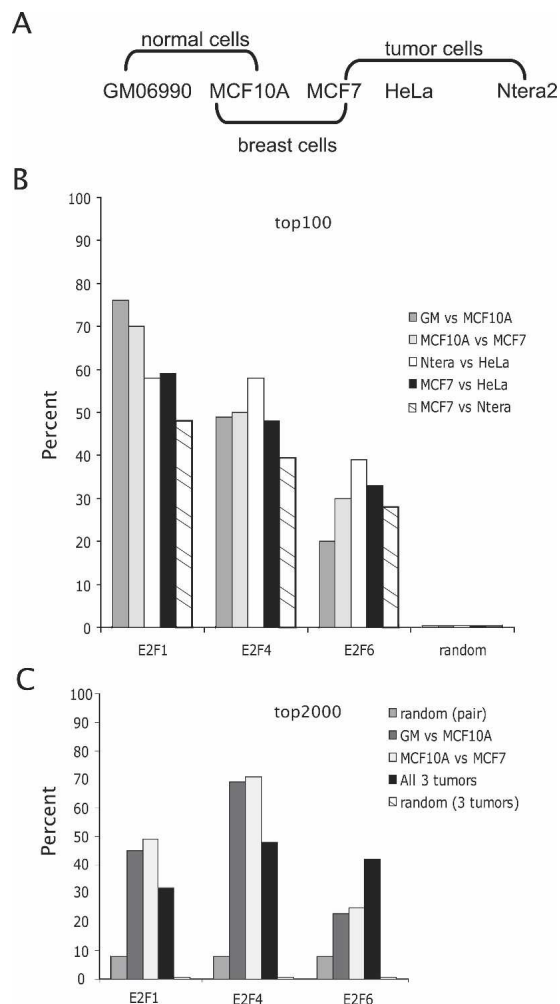 A
normal cells
tumor cells
GM06990 MCF10A MCF7 HeLa Ntera2
breast cells
B
top100
100
90
80
70
60
50
40
30
20
10
0
Percent
GM vs MCF10A
MCF10A vs MCF7
Ntera vs HeLa
MCF7 vs HeLa
MCF7 vs Ntera
E2F1 E2F4 E2F6 random
C
top2000
100
90
80
70
60
50
40
30
20
10
0
Percent
random (pair)
GM vs MCF10A
MCF10A vs MCF7
All 3 tumors
random (3 tumors)
E2F1 E2F4 E2F6